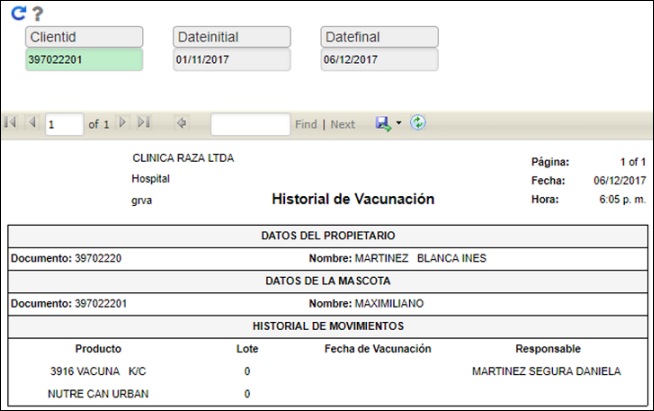 Clientid Dateinitial Datefinal
397022201 01/11/2017 06/12/2017
1 of 1 Find | Next
CLINICA RAZA LTDA Página: 1 of 1
Hospital Fecha: 06/12/2017
grva Historial de Vacunación Hora: 6:05 p. m.
DATOS DEL PROPIETARIO
Documento: 39702220 Nombre: MARTINEZ BLANCA INES
DATOS DE LA MASCOTA
Documento: 397022201 Nombre: MAXIMILIANO
HISTORIAL DE MOVIMIENTOS
Producto Lote Fecha de Vacunación Responsable
3916 VACUNA K/C 0 MARTINEZ SEGURA DANIELA
NUTRE CAN URBAN 0